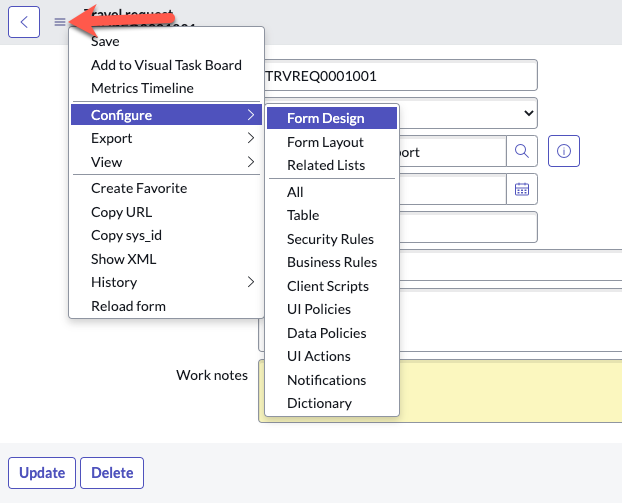 Travel request
Save
Add to Visual Task Board
Metrics Timeline
Configure
Export
View
Create Favorite
Copy URL
Copy sys_id
Show XML
History
Reload form
TRVREQ0001001
Form Design
Form Layout
Related Lists
All
Table
Security Rules
Business Rules
Client Scripts
UI Policies
Data Policies
UI Actions
Notifications
Dictionary
Work notes
Update
Delete